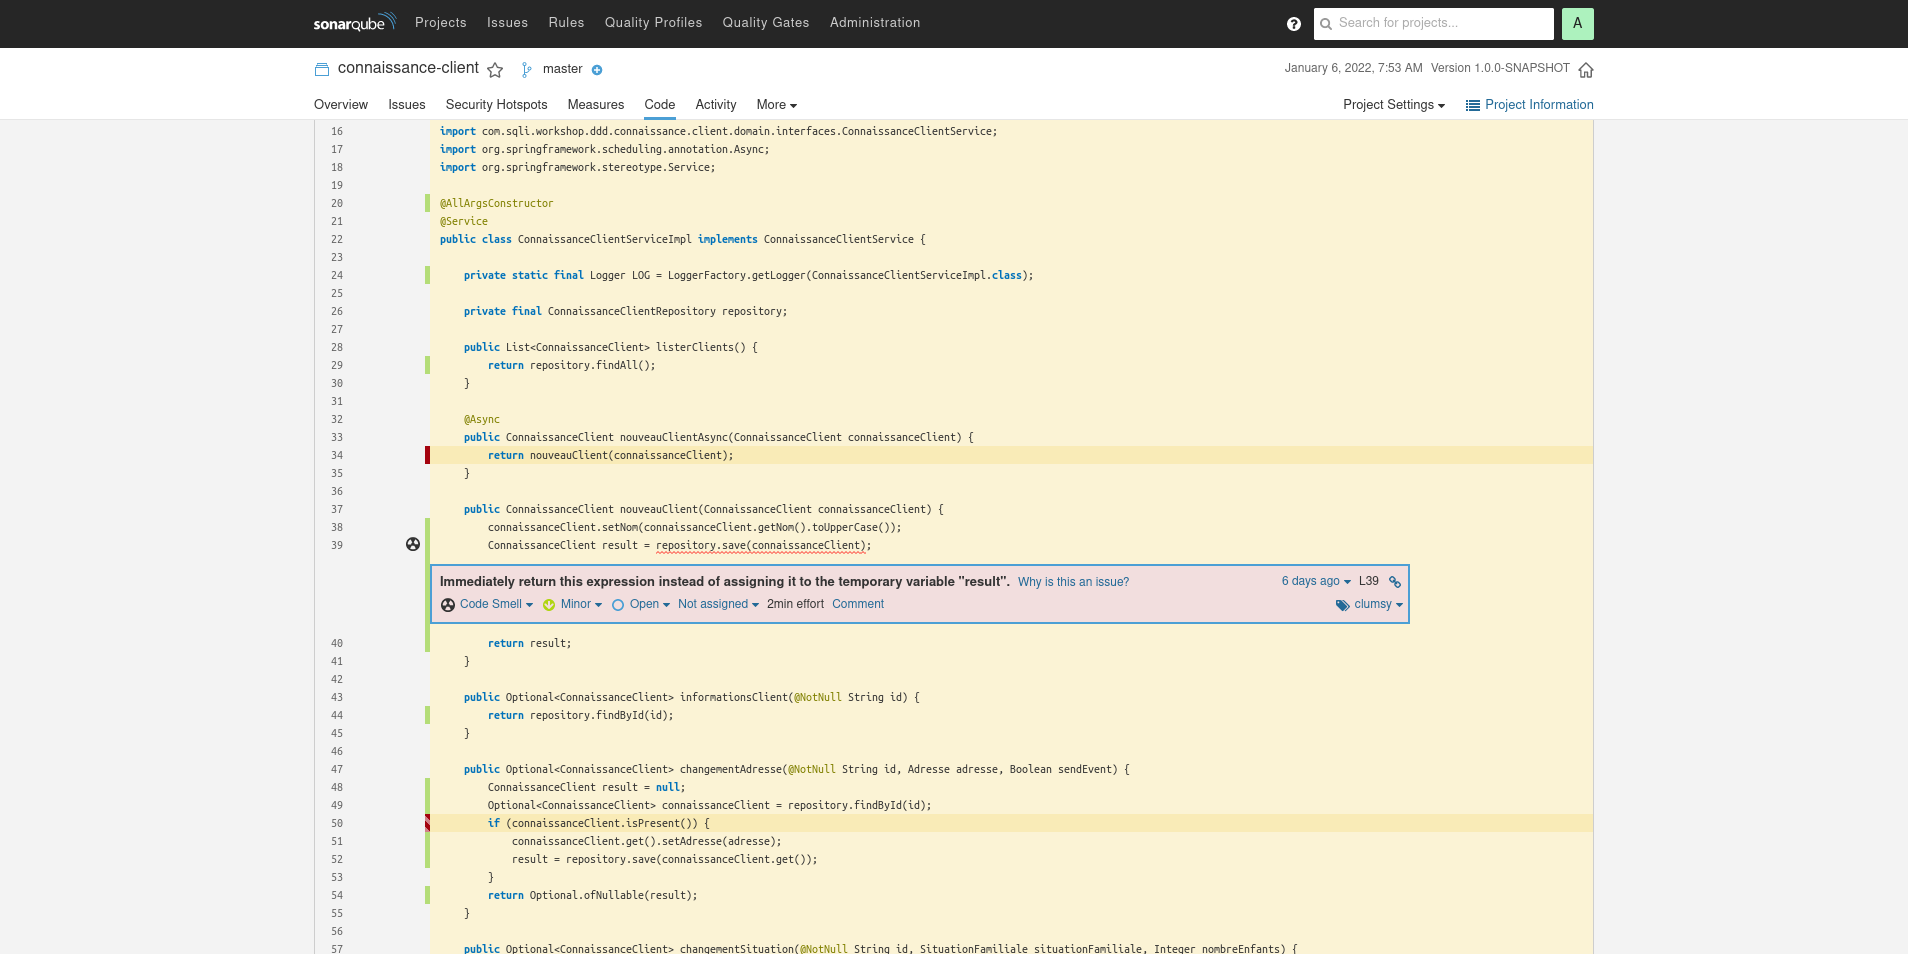 sonarqube Projects Issues Rules Quality Profiles Quality Gates Administration Search for projects... A
connaissance-client master January 6, 2022, 7:53 AM Version 1.0.0-SNAPSHOT
Overview Issues Security Hotspots Measures Code Activity More Project Settings Project Information
16 import com.sqli.workshop.ddd.connaissance.client.domain.interfaces.ConnaissanceClientService;
17 import org.springframework.scheduling.annotation.Async;
18 import org.springframework.stereotype.Service;
19
20 @AllArgsConstructor
21 @Service
22 public class ConnaissanceClientServiceImpl implements ConnaissanceClientService {
23
24 private static final Logger LOG = LoggerFactory.getLogger(ConnaissanceClientServiceImpl.class);
25
26 private final ConnaissanceClientRepository repository;
27
28 public List<ConnaissanceClient> listerClients() {
29 return repository.findAll();
30 }
31
32 @Async
33 public ConnaissanceClient nouveauClientAsync(ConnaissanceClient connaissanceClient) {
34 return nouveauClient(connaissanceClient);
35 }
36
37 public ConnaissanceClient nouveauClient(ConnaissanceClient connaissanceClient) {
38 connaissanceClient.setNom(connaissanceClient.getNom().toUpperCase());
39 ConnaissanceClient result = repository.save(connaissanceClient);
Immediately return this expression instead of assigning it to the temporary variable "result". Why is this an issue? 6 days ago L39
Code Smell Minor Open Not assigned 2min effort Comment clumsy
40 return result;
41 }
42
43 public Optional<ConnaissanceClient> informationsClient(@NotNull String id) {
44 return repository.findById(id);
45 }
46
47 public Optional<ConnaissanceClient> changementAdresse(@NotNull String id, Adresse adresse, Boolean sendEvent) {
48 ConnaissanceClient result = null;
49 Optional<ConnaissanceClient> connaissanceClient = repository.findById(id);
50 if (connaissanceClient.isPresent()) {
51 connaissanceClient.get().setAdresse(adresse);
52 result = repository.save(connaissanceClient.get());
53 }
54 return Optional.ofNullable(result);
55 }
56
57 public Optional<ConnaissanceClient> changementSituation(@NotNull String id, SituationFamiliale situationFamiliale, Integer nombreEnfants) {